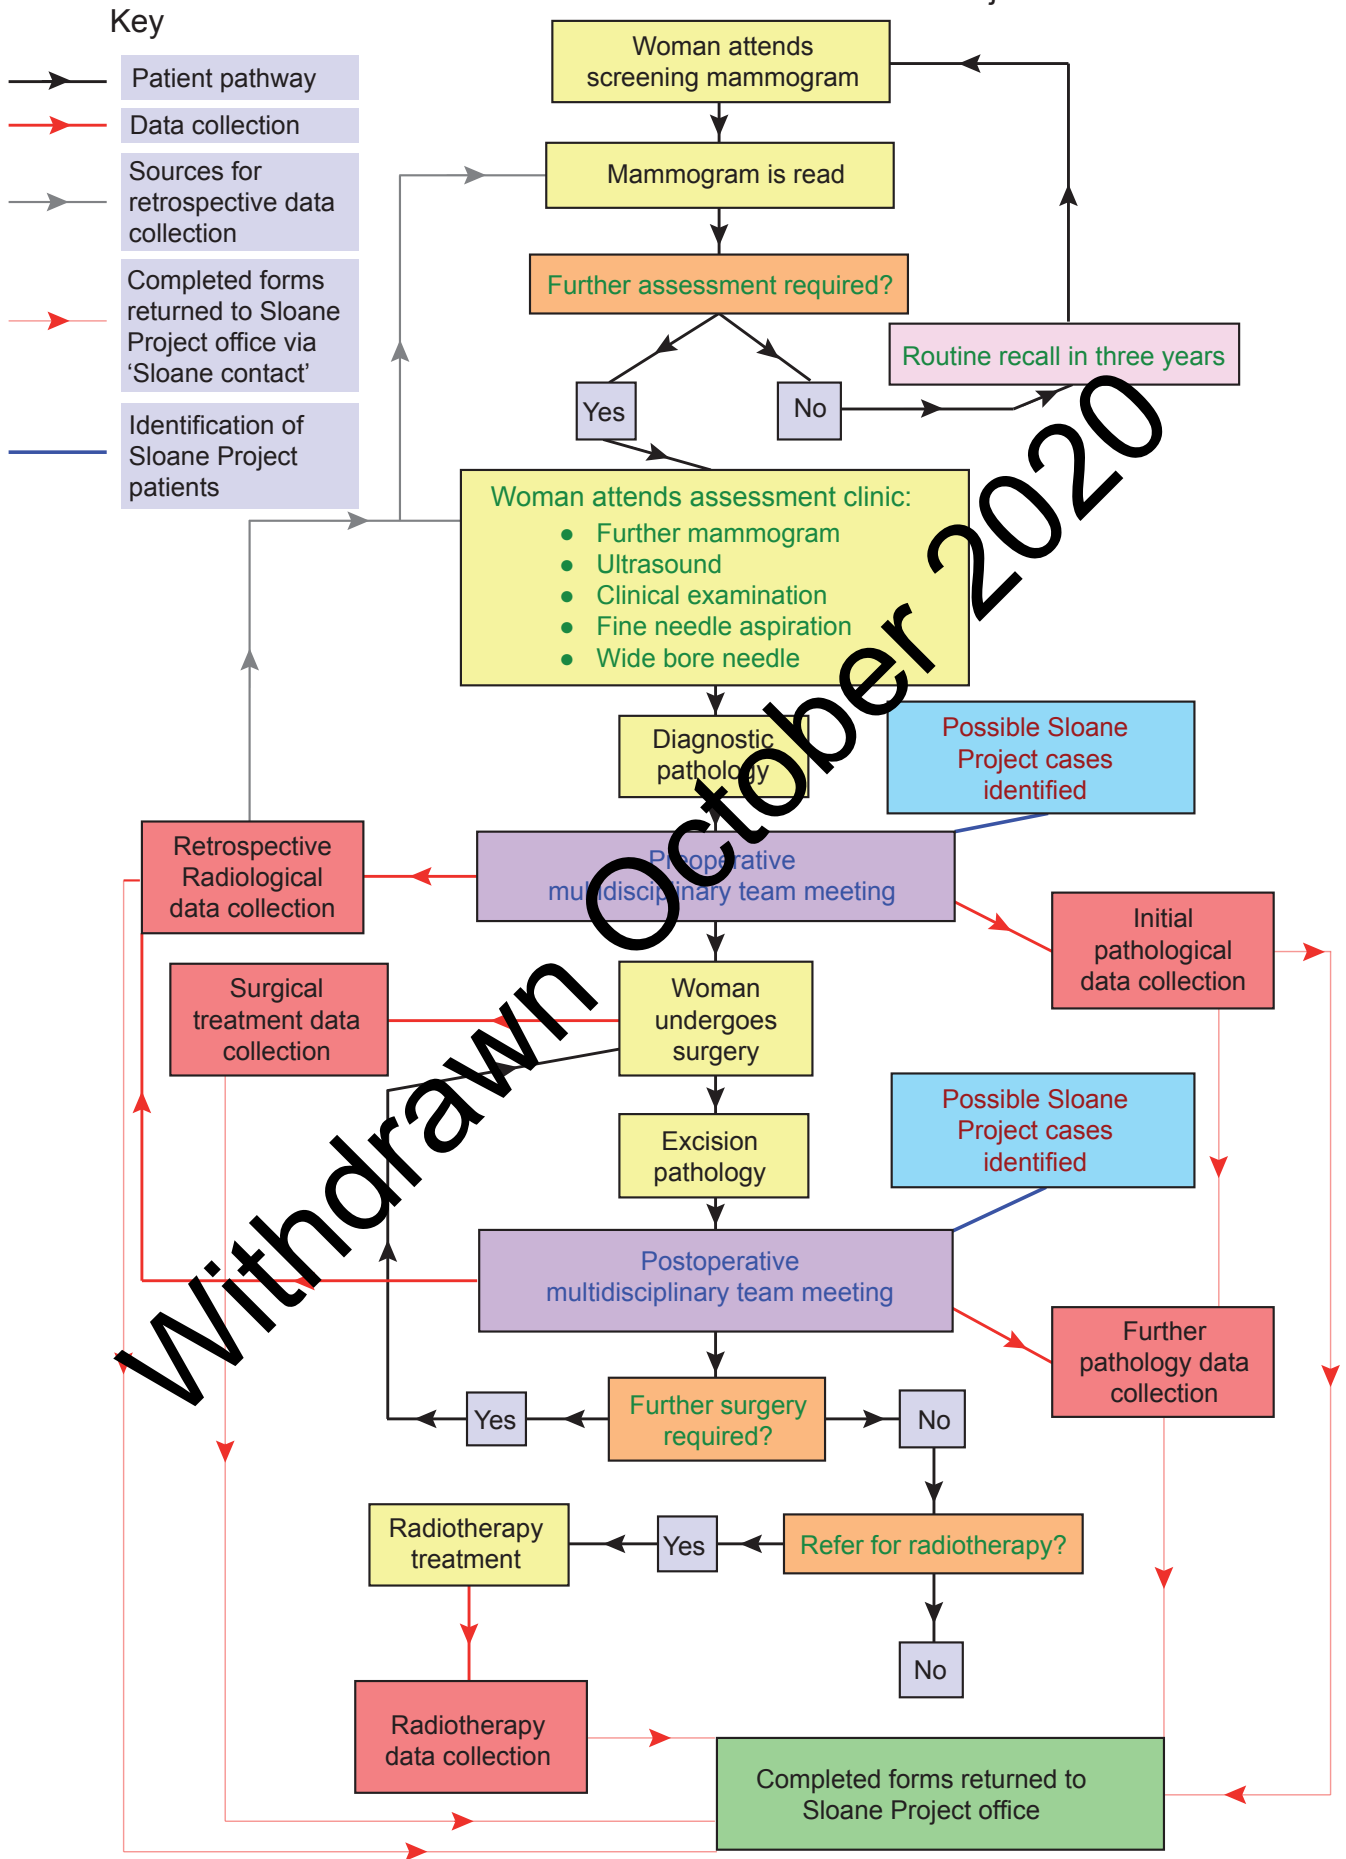 Key
Patient pathway
Data collection
Sources for
retrospective data
collection
Completed forms
returned to Sloane
Project office via
‘Sloane contact’
Identification of
Sloane Project
patients
Woman attends
screening mammogram
Mammogram is read
Further assessment required?
Routine recall in three years
Yes
No
Woman attends assessment clinic:
● Further mammogram
● Ultrasound
● Clinical examination
● Fine needle aspiration
● Wide bore needle
Diagnostic
pathology
Possible Sloane
Project cases
identified
Preoperative
multidisciplinary team meeting
Retrospective
Radiological
data collection
Initial
pathological
data collection
Surgical
treatment data
collection
Woman
undergoes
surgery
Excision
pathology
Possible Sloane
Project cases
identified
Postoperative
multidisciplinary team meeting
Further
pathology data
collection
Further surgery
required?
Yes
No
Radiotherapy
treatment
Yes
Refer for radiotherapy?
No
Radiotherapy
data collection
Completed forms returned to
Sloane Project office
Withdrawn October 2020